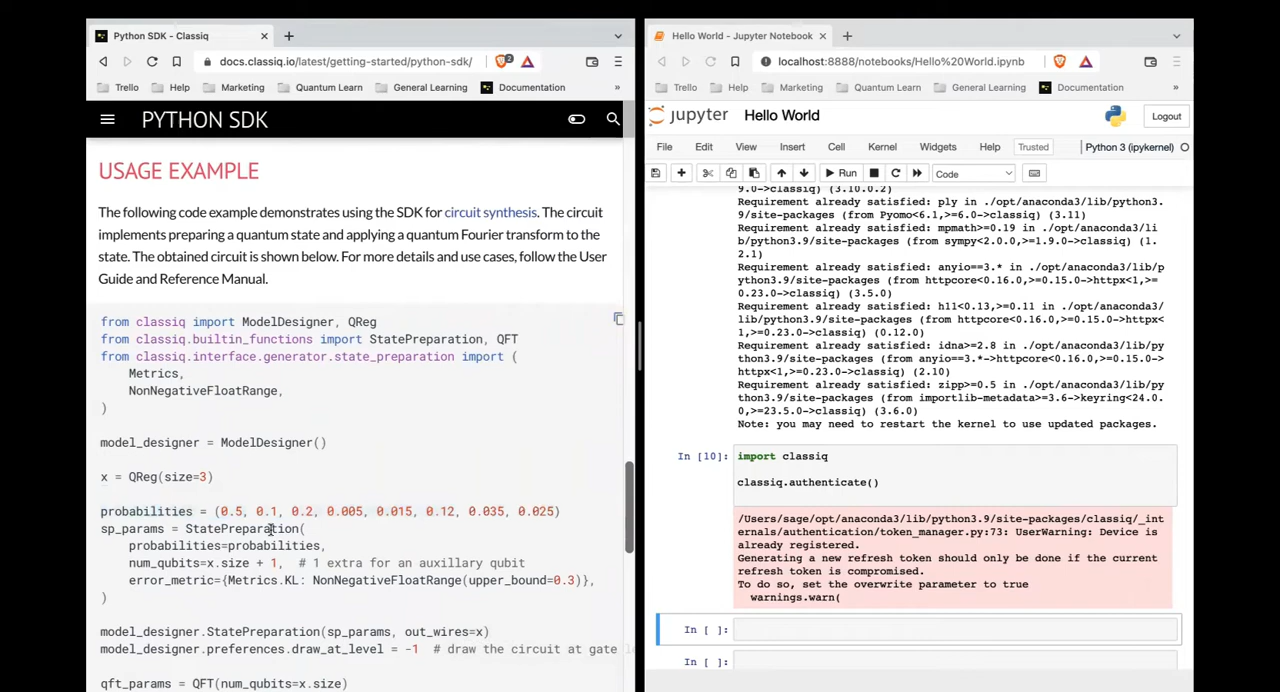 Python SDK - Classiq
docs.classiq.io/latest/getting-started/python-sdk/
2
Trello Help Marketing Quantum Learn General Learning Documentation »
PYTHON SDK
USAGE EXAMPLE
The following code example demonstrates using the SDK for circuit synthesis. The circuit
implements preparing a quantum state and applying a quantum Fourier transform to the
state. The obtained circuit is shown below. For more details and use cases, follow the User
Guide and Reference Manual.
from classiq import ModelDesigner, QReg
from classiq.builtin_functions import StatePreparation, QFT
from classiq.interface.generator.state_preparation import (
Metrics,
NonNegativeFloatRange,
)
model_designer = ModelDesigner()
x = QReg(size=3)
probabilities = (0.5, 0.1, 0.2, 0.005, 0.015, 0.12, 0.035, 0.025)
sp_params = StatePreparation(
probabilities=probabilities,
num_qubits=x.size + 1, # 1 extra for an auxillary qubit
error_metric={Metrics.KL: NonNegativeFloatRange(upper_bound=0.3)},
)
model_designer.StatePreparation(sp_params, out_wires=x)
model_designer.preferences.draw_at_level = -1 # draw the circuit at gate
qft_params = QFT(num_qubits=x.size)
Hello World - Jupyter Notebook
localhost:8888/notebooks/Hello%20World.ipynb
Trello Help Marketing Quantum Learn General Learning Documentation »
jupyter Hello World
Logout
File Edit View Insert Cell Kernel Widgets Help Trusted Python 3 (ipykernel)
Run Code
9.0->classiq) (3.10.0.2)
Requirement already satisfied: ply in ./opt/anaconda3/lib/python3.
9/site-packages (from Pyomo<6.1,>=6.0->classiq) (3.11)
Requirement already satisfied: mpmath>=0.19 in ./opt/anaconda3/li
b/python3.9/site-packages (from sympy<2.0.0,>=1.9.0->classiq) (1.
2.1)
Requirement already satisfied: anyio==3.* in ./opt/anaconda3/lib/p
ython3.9/site-packages (from httpcore<0.16.0,>=0.15.0->httpx<1,>=
0.23.0->classiq) (3.5.0)
Requirement already satisfied: h11<0.13,>=0.11 in ./opt/anaconda3/
lib/python3.9/site-packages (from httpcore<0.16.0,>=0.15.0->httpx<
1,>=0.23.0->classiq) (0.12.0)
Requirement already satisfied: idna>=2.8 in ./opt/anaconda3/lib/py
thon3.9/site-packages (from anyio==3.*->httpcore<0.16.0,>=0.15.0->
httpx<1,>=0.23.0->classiq) (2.10)
Requirement already satisfied: zipp>=0.5 in ./opt/anaconda3/lib/py
thon3.9/site-packages (from importlib-metadata>=3.6->keyring<24.0.
0,>=23.5.0->classiq) (3.6.0)
Note: you may need to restart the kernel to use updated packages.
In [10]: import classiq
classiq.authenticate()
/Users/sage/opt/anaconda3/lib/python3.9/site-packages/classiq/_int
ernals/authentication/token_manager.py:73: UserWarning: Device is
already registered.
Generating a new refresh token should only be done if the current
refresh token is compromised.
To do so, set the overwrite parameter to true
warnings.warn(
In [ ]:
In [ ]: